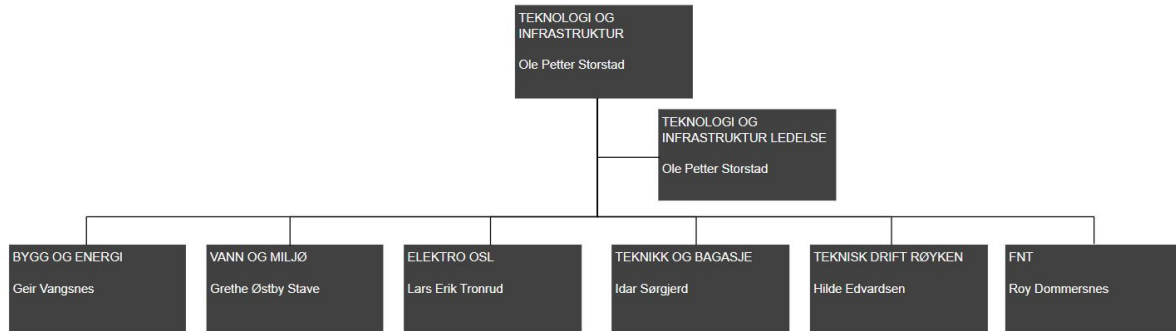 TEKNOLOGI OG
INFRASTRUKTUR
Ole Petter Storstad
TEKNOLOGI OG
INFRASTRUKTUR LEDELSE
Ole Petter Storstad
BYGG OG ENERGI
Geir Vangsnes
VANN OG MILJØ
Grethe Østby Stave
ELEKTRO OSL
Lars Erik Tronrud
TEKNIKK OG BAGASJE
Idar Sørgjerd
TEKNISK DRIFT RØYKEN
Hilde Edvardsen
FNT
Roy Dommersnes